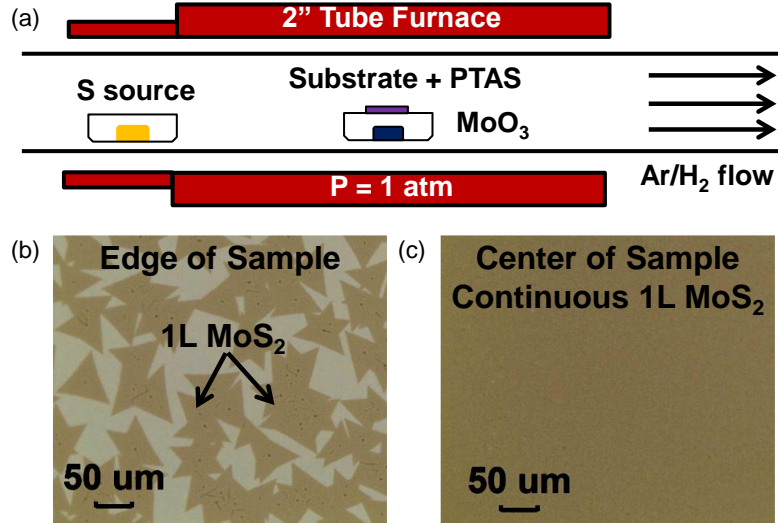 (a)
2” Tube Furnace
S source
Substrate + PTAS
MoO3
P = 1 atm
Ar/H2 flow
(b)
Edge of Sample
1L MoS2
50 um
(c)
Center of Sample
Continuous 1L MoS2
50 um